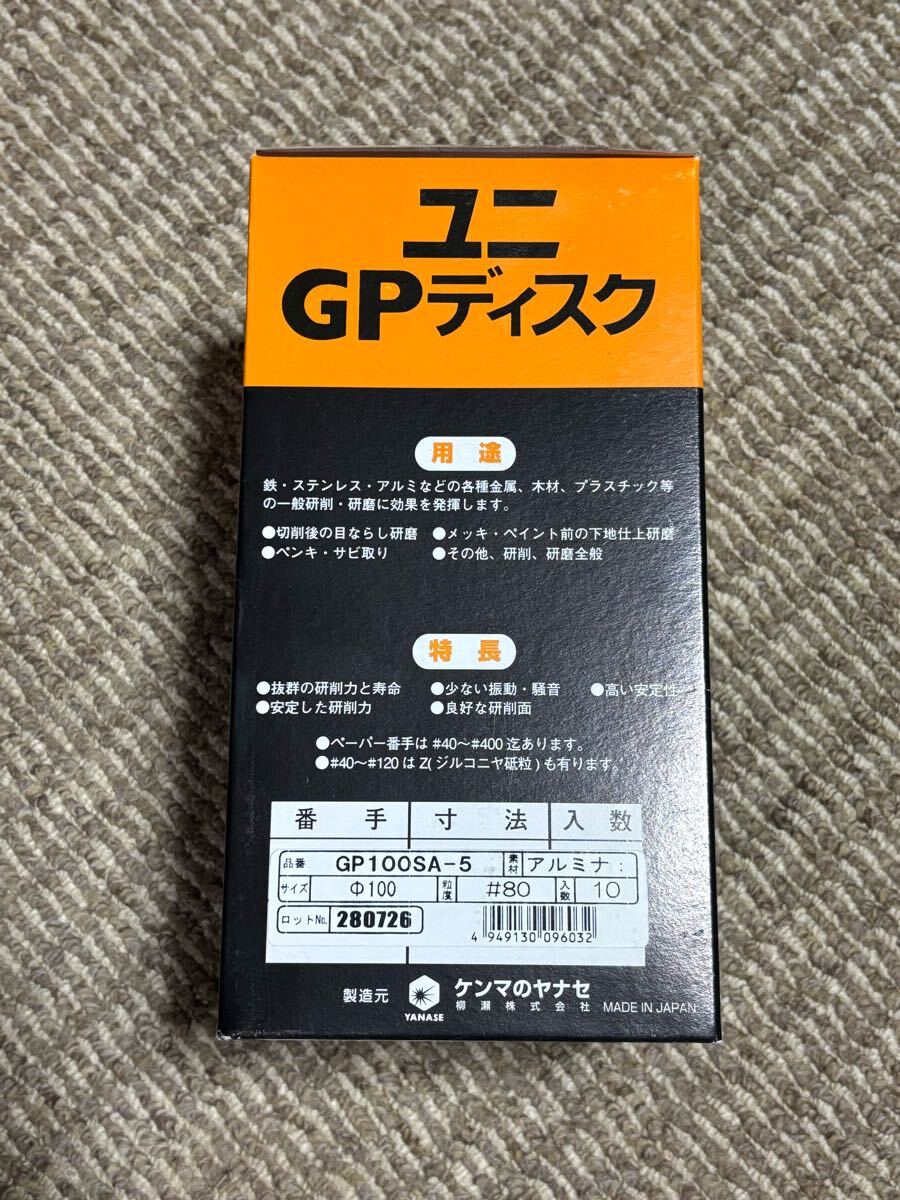 ユニ
GPディスク
用途
鉄・ステンレス・アルミなどの各種金属、木材、プラスチック等
の一般研削・研磨に効果を発揮します。
●切削後の目ならし研磨 ●メッキ・ペイント前の下地仕上研磨
●ペンキ・サビ取り ●その他、研削、研磨全般
特長
●抜群の研削力と寿命 ●少ない振動・騒音 ●高い安定性
●安定した研削力 ●良好な研削面
●ペーパー番手は #40〜#400 迄あります。
●#40〜#120 は Z(ジルコニヤ砥粒)も有ります。
番手 寸法 入数
品番 GP100SA-5 素材 アルミナ:
サイズ Φ100 粒度 #80 入数 10
ロットNo. 280726
4 949130 096032
製造元 YANASE ケンマのヤナセ
柳瀬株式会社 MADE IN JAPAN